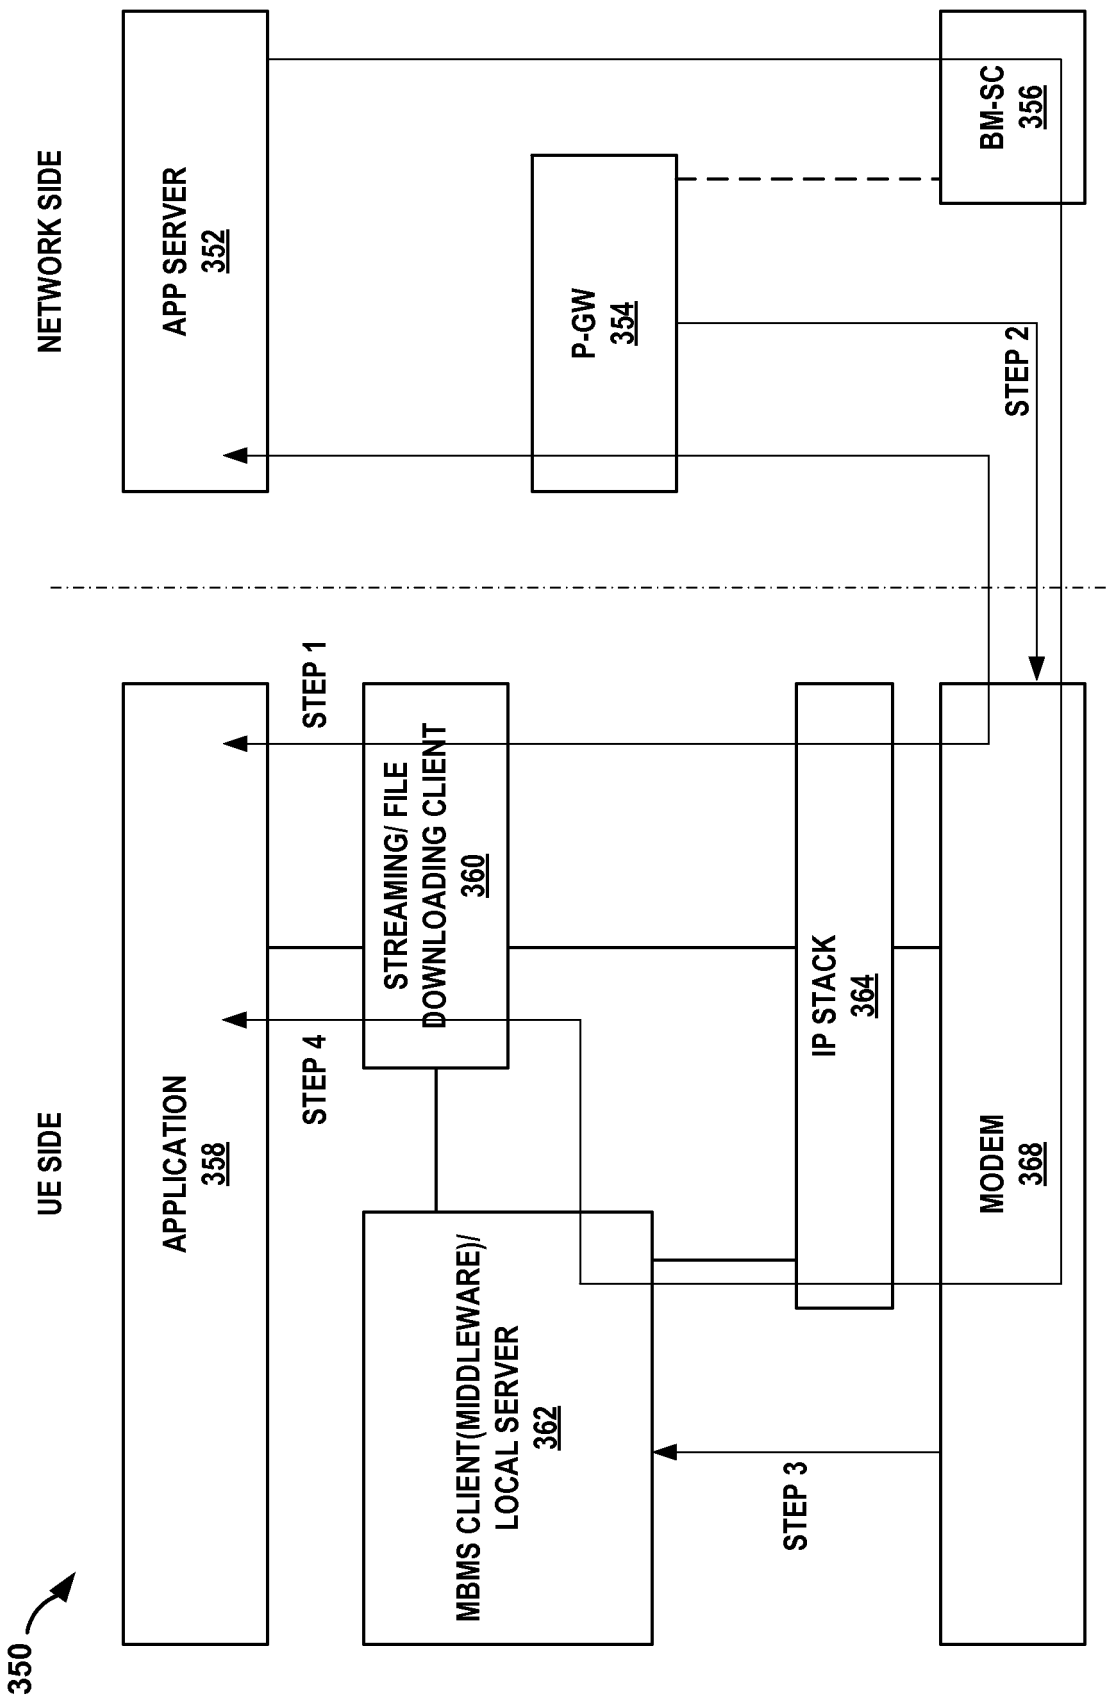 350
UE SIDE
NETWORK SIDE
APPLICATION
358
APP SERVER
352
STEP 4
STEP 1
STREAMING/ FILE
DOWNLOADING CLIENT
360
MBMS CLIENT(MIDDLEWARE)/
LOCAL SERVER
362
P-GW
354
STEP 3
IP STACK
364
STEP 2
MODEM
368
BM-SC
356